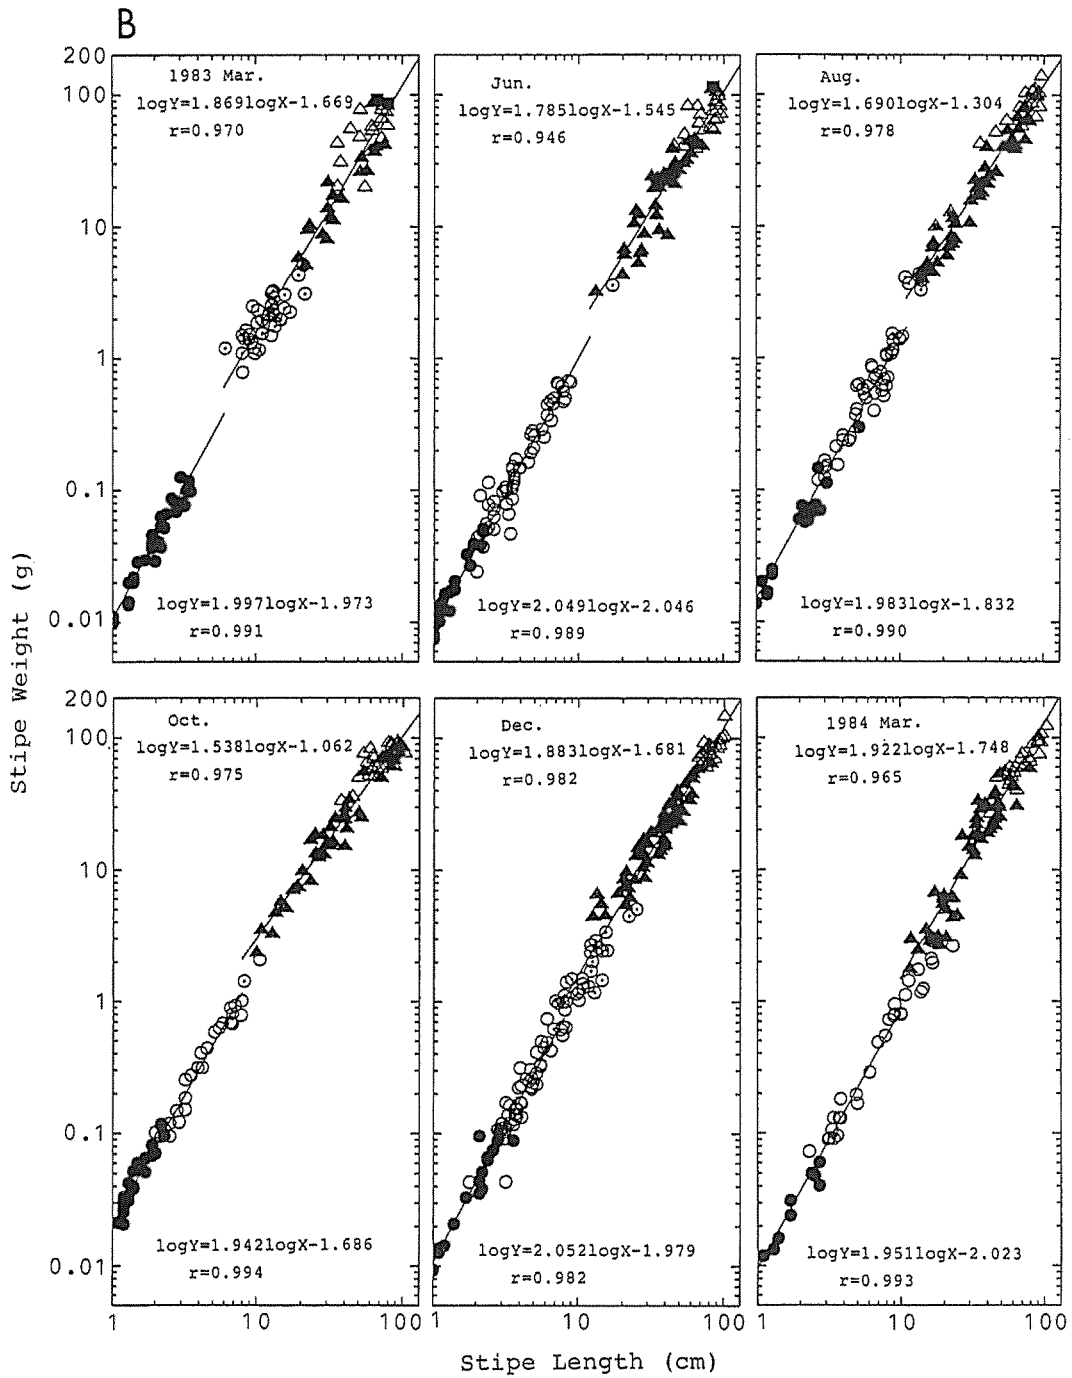 B
200
100
10
1
0.1
0.01
1983 Mar.
logY=1.869logX-1.669
r=0.970
logY=1.997logX-1.973
r=0.991
Jun.
logY=1.785logX-1.545
r=0.946
logY=2.049logX-2.046
r=0.989
Aug.
logY=1.690logX-1.304
r=0.978
logY=1.983logX-1.832
r=0.990
Stipe Weight (g)
200
100
10
1
0.1
0.01
Oct.
logY=1.538logX-1.062
r=0.975
logY=1.942logX-1.686
r=0.994
Dec.
logY=1.883logX-1.681
r=0.982
logY=2.052logX-1.979
r=0.982
1984 Mar.
logY=1.922logX-1.748
r=0.965
logY=1.951logX-2.023
r=0.993
1 10 100 1 10 100 1 10 100
Stipe Length (cm)